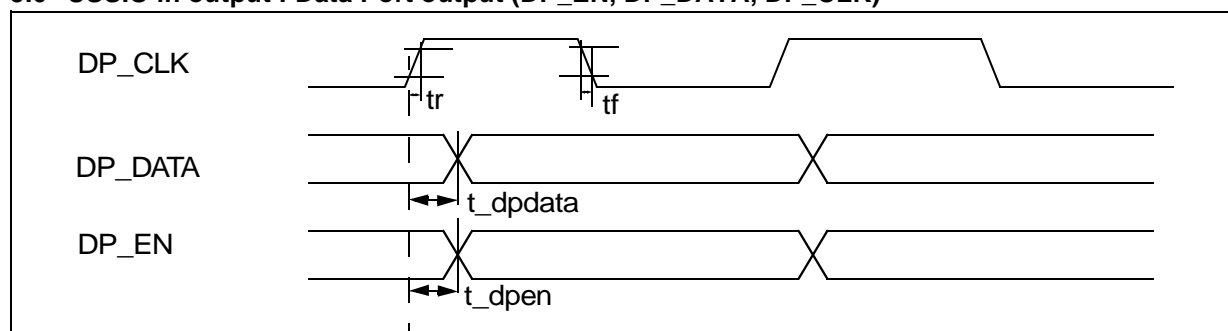 DP_CLK
tr
tf
DP_DATA
t_dpdata
DP_EN
t_dpen